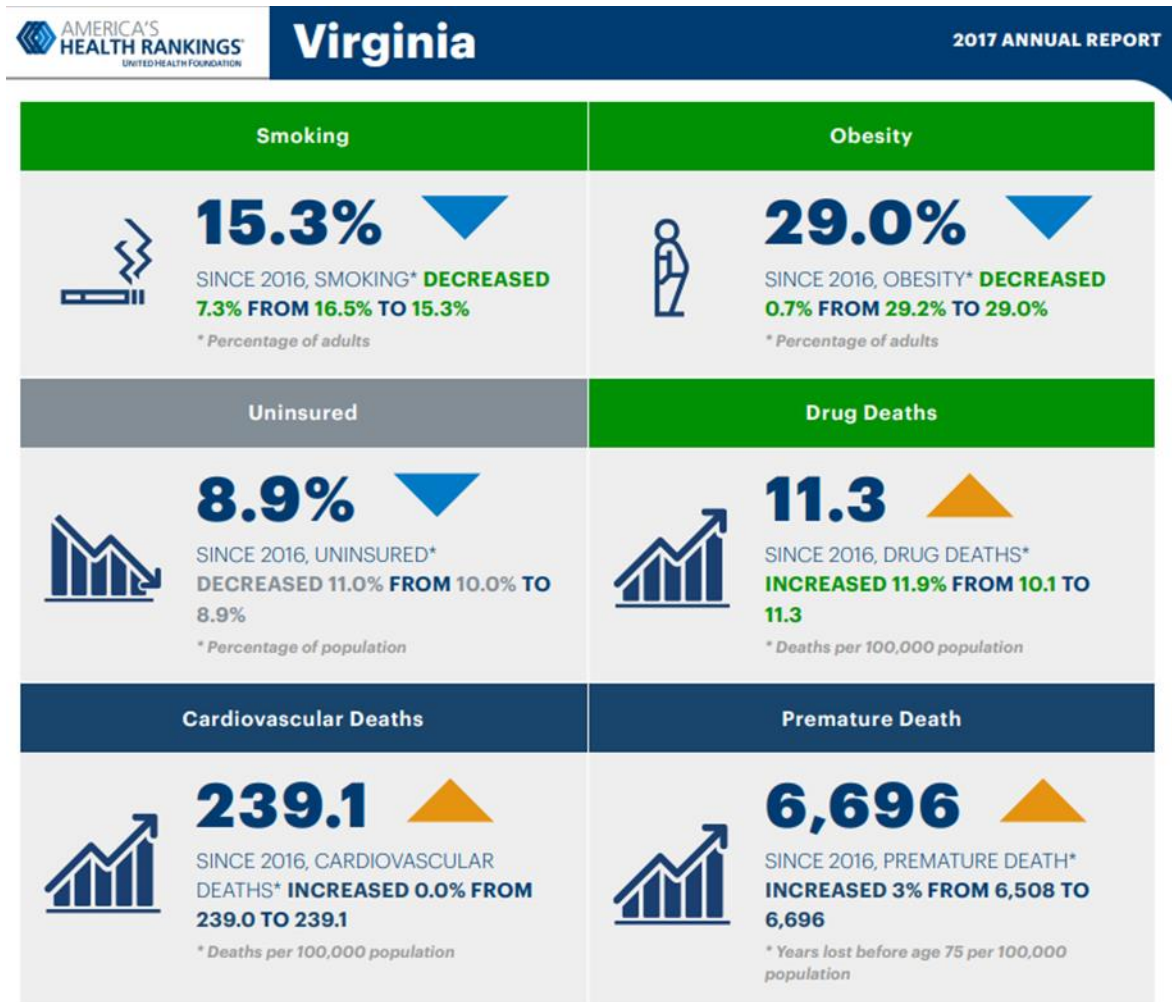 AMERICA'S
HEALTH RANKINGS®
UNITED HEALTH FOUNDATION
Virginia
2017 ANNUAL REPORT
Smoking
15.3%
SINCE 2016, SMOKING* DECREASED
7.3% FROM 16.5% TO 15.3%
* Percentage of adults
Obesity
29.0%
SINCE 2016, OBESITY* DECREASED
0.7% FROM 29.2% TO 29.0%
* Percentage of adults
Uninsured
8.9%
SINCE 2016, UNINSURED*
DECREASED 11.0% FROM 10.0% TO
8.9%
* Percentage of population
Drug Deaths
11.3
SINCE 2016, DRUG DEATHS*
INCREASED 11.9% FROM 10.1 TO
11.3
* Deaths per 100,000 population
Cardiovascular Deaths
239.1
SINCE 2016, CARDIOVASCULAR
DEATHS* INCREASED 0.0% FROM
239.0 TO 239.1
* Deaths per 100,000 population
Premature Death
6,696
SINCE 2016, PREMATURE DEATH*
INCREASED 3% FROM 6,508 TO
6,696
* Years lost before age 75 per 100,000
population